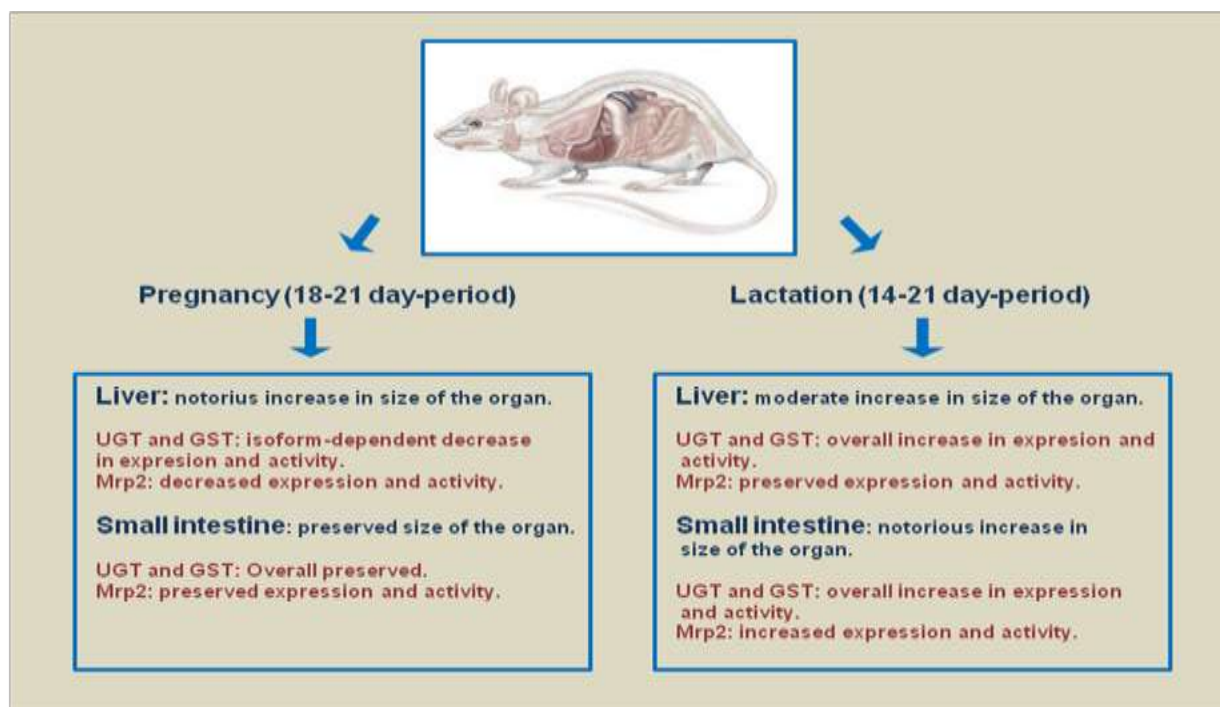 Pregnancy (18-21 day-period)
Liver: notorius increase in size of the organ.
UGT and GST: isoform-dependent decrease
in expresion and activity.
Mrp2: decreased expression and activity.
Small intestine: preserved size of the organ.
UGT and GST: Overall preserved.
Mrp2: preserved expression and activity.
Lactation (14-21 day-period)
Liver: moderate increase in size of the organ.
UGT and GST: overall increase in expresion and
activity.
Mrp2: preserved expression and activity.
Small intestine: notorious increase in
size of the organ.
UGT and GST: overall increase in expression
and activity.
Mrp2: increased expression and activity.